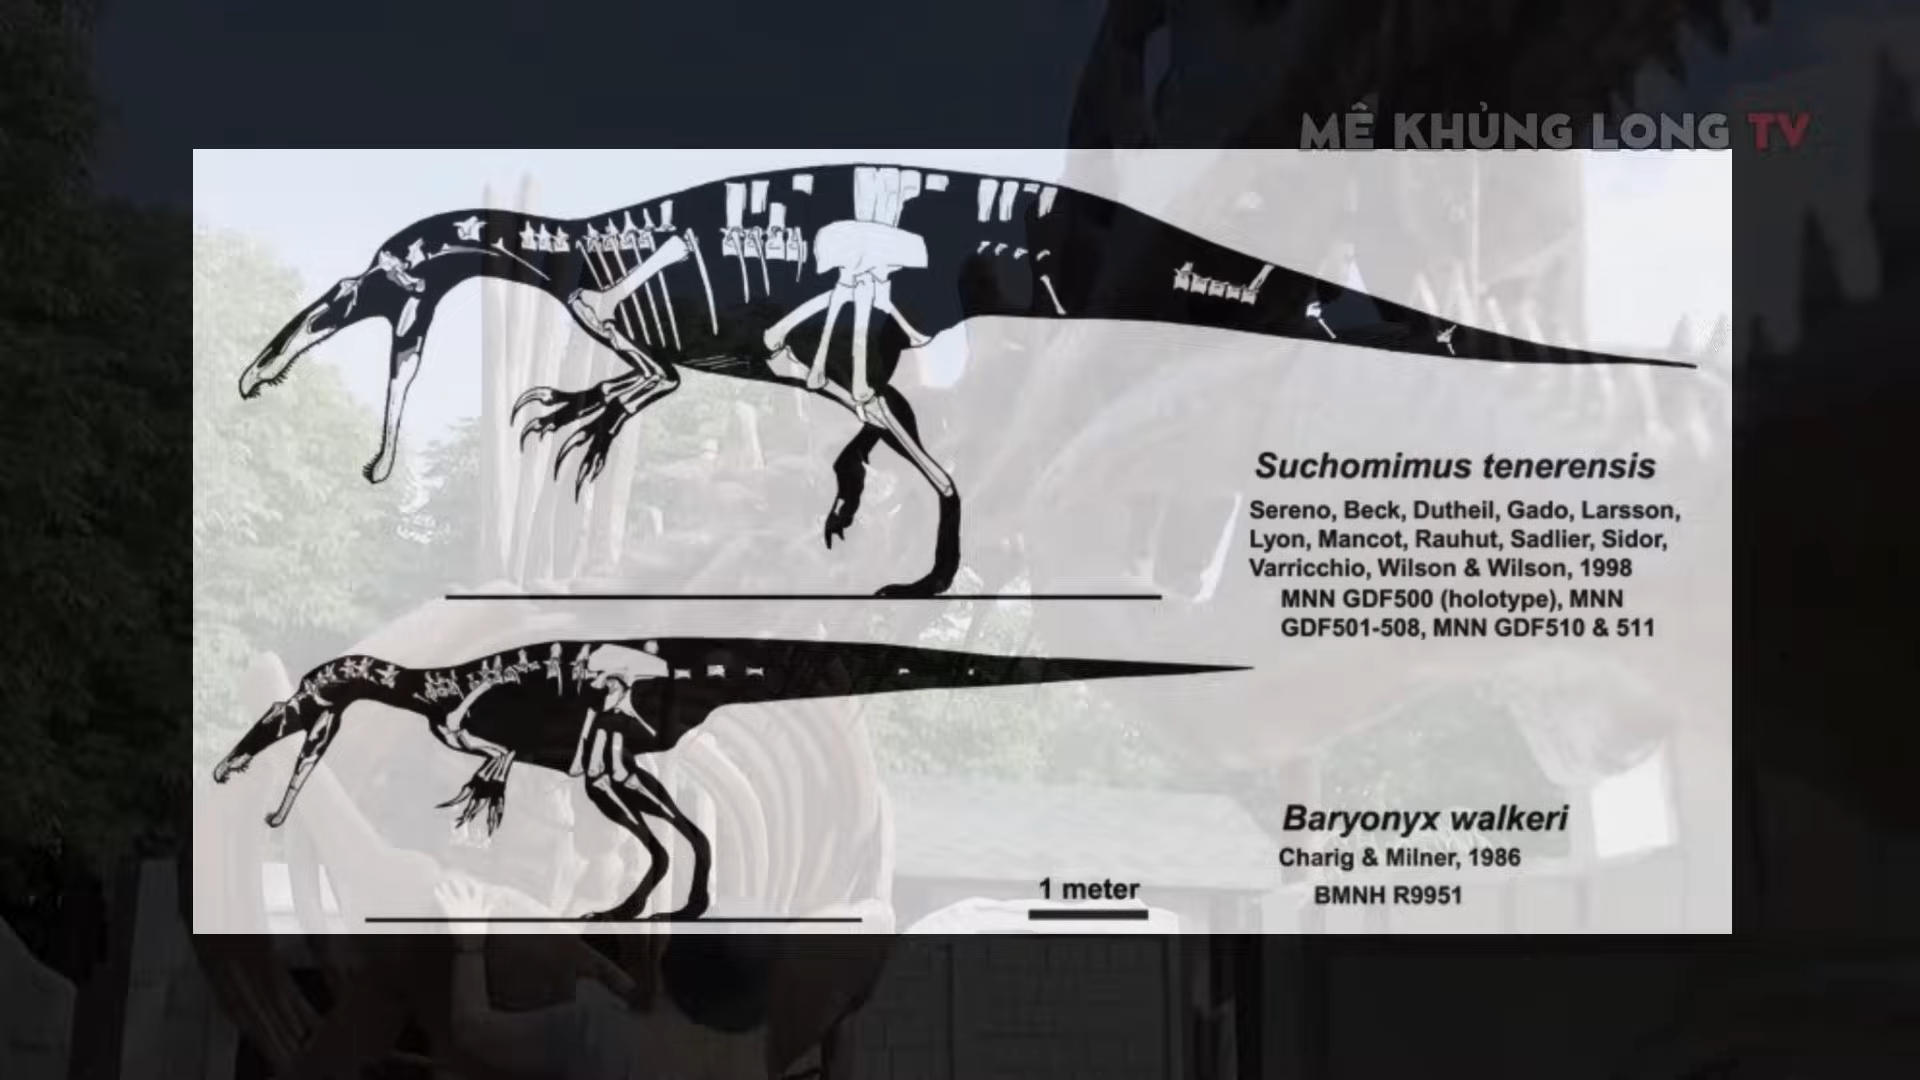 MÊ KHỦNG LONG TV
Suchomimus tenerensis
Sereno, Beck, Dutheil, Gado, Larsson,
Lyon, Mancot, Rauhut, Sadlier, Sidor,
Varricchio, Wilson & Wilson, 1998
MNN GDF500 (holotype), MNN
GDF501-508, MNN GDF510 & 511
Baryonyx walkeri
Charig & Milner, 1986
BMNH R9951
1 meter